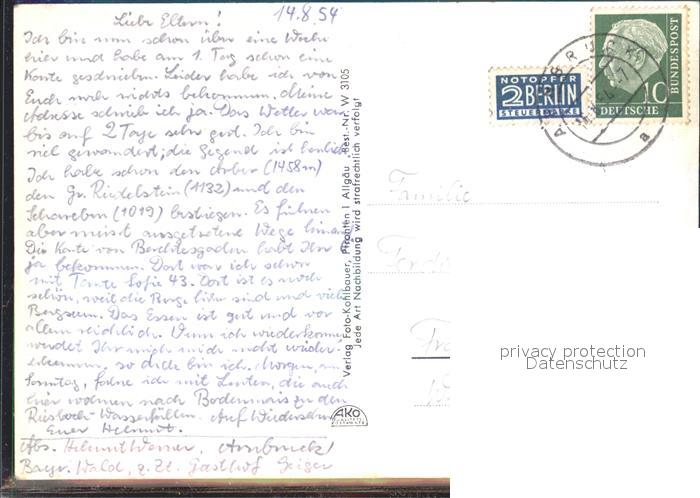 14.8.54
Liebe Eltern!
Ich bin nun schon über eine Woche
hier und habe am 1. Tag schon eine
Karte geschrieben. Leider habe ich von
Euch noch nichts bekommen. Meine
Adresse schrieb ich ja. Das Wetter war
bis auf 2 Tage sehr gut. Ich bin
viel gewandert; die Gegend ist herrlich.
Ich habe schon den Arber (1458m)
den Gr. Riedelstein (1132) und den
Schareben (1019) bestiegen. Es führen
aber meist ausgetretene Wege hinauf.
Die Karte von Berchtesgaden habt Ihr
ja bekommen. Dort war ich schon
mit Tante Sofie 43. Dort ist es noch
schön, weil die Berge höher sind und viele
Bergseen. Das Essen ist gut und vor
allem reichlich. Wenn ich wiederkomme
werdet Ihr mich nicht wieder-
erkennen, so dick bin ich. Morgen, am
Sonntag, fahre ich mit Leuten, die auch
hier wohnen nach Bodenmais zu den
Riesbach-Wasserfällen. Auf Wiedersehen
Euer Helmut.
Abs. Helmut Werner, Arnbruck/
Bayr. Wald, z. Zt. Gasthof Geiger
Verlag Foto-Kohlbauer, Pfronten i Allgäu Best.-Nr. W 3105
Jede Art Nachbildung wird strafrechtlich verfolgt
AKO
NOTOPFER
2 BERLIN
STEUERMARKE
DEUTSCHE
10
BUNDESPOST
ARNBRUCK
a
Familie
privacy protection
Datenschutz